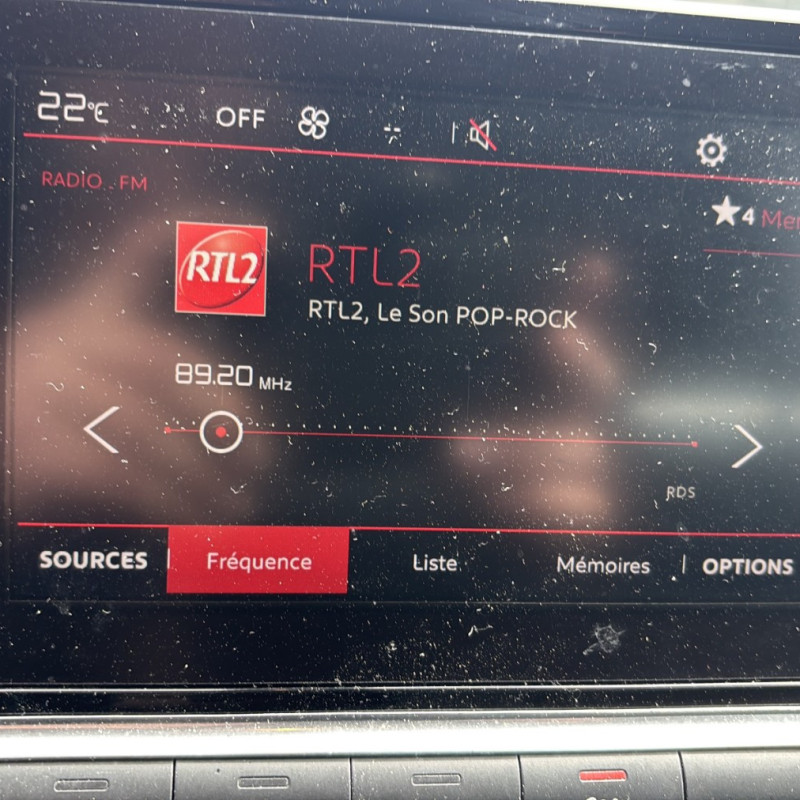 22°C OFF
RADIO FM
4
RTL2
RTL2
RTL2, Le Son POP-ROCK
89.20 MHz
RDS
SOURCES Fréquence Liste Mémoires OPTIONS